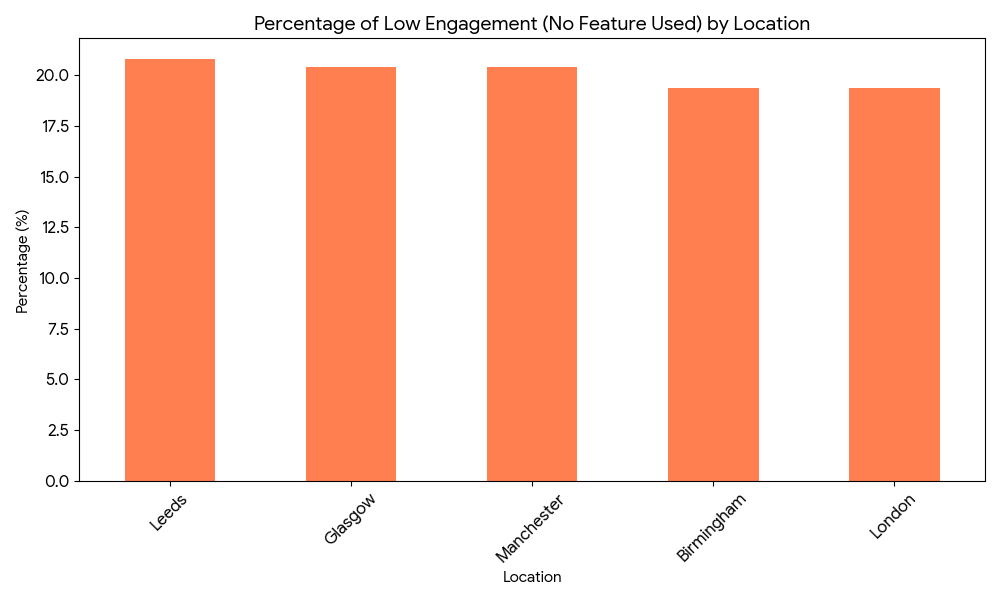 Percentage of Low Engagement (No Feature Used) by Location
Percentage (%)
20.0
17.5
15.0
12.5
10.0
7.5
5.0
2.5
0.0
Leeds
Glasgow
Manchester
Birmingham
London
Location